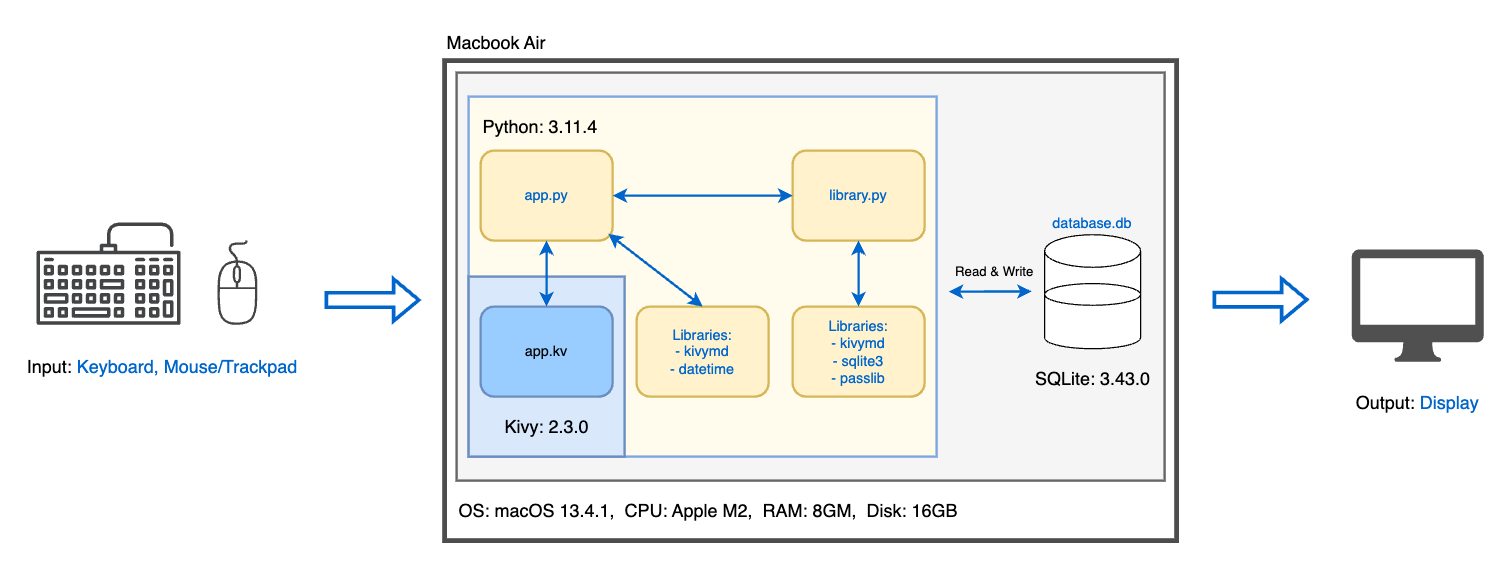 Macbook Air
Python: 3.11.4
app.py
library.py
database.db
Read & Write
Libraries:
- kivymd
- datetime
Libraries:
- kivymd
- sqlite3
- passlib
app.kv
Kivy: 2.3.0
SQLite: 3.43.0
Input: Keyboard, Mouse/Trackpad
Output: Display
OS: macOS 13.4.1, CPU: Apple M2, RAM: 8GM, Disk: 16GB